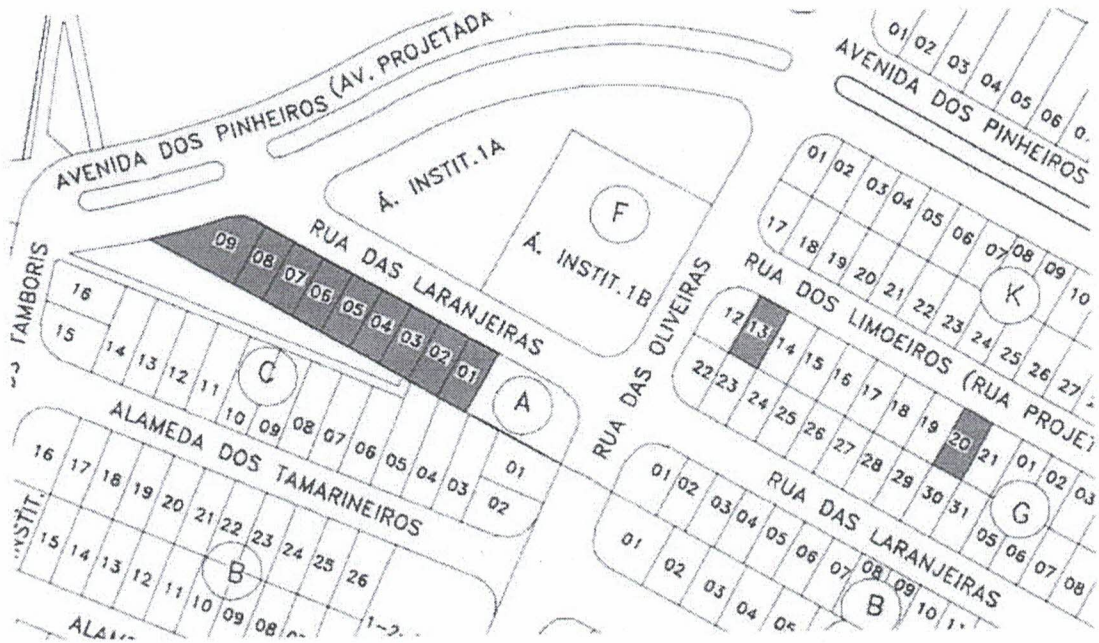 AVENIDA DOS PINHEIROS (AV. PROJETADA
01 02 03 04 05 06
AVENIDA DOS PINHEIROS
Á. INSTIT.1A
F
Á. INSTIT.1B
01 02 03 04 05 06 07 08 09 10
17 18 19 20 21 22 23 24 25 26 27
K
RUA DAS LARANJEIRAS
09 08 07 06 05 04 03 02 01
A
TAMBORIS
RUA DAS OLIVEIRAS
RUA DOS LIMOEIROS (RUA PROJET
12 13 14 15 16 17 18 19 20 21 01 02 03
22 23 24 25 26 27 28 29 30 31 05 06 07 08
G
16
15 14 13 12 11 10 09 08 07 06 05 04 03
01
02
C
ALAMEDA DOS TAMARINEIROS
16 17 18 19 20 21 22 23 24 25 26
INSTIT.
15 14 13 12 11 10 09 08
B
1-2
ALAM
RUA DAS LARANJEIRAS
01 02 03 04 05 06 07 08 09 10 11
01 02 03 04 05
B